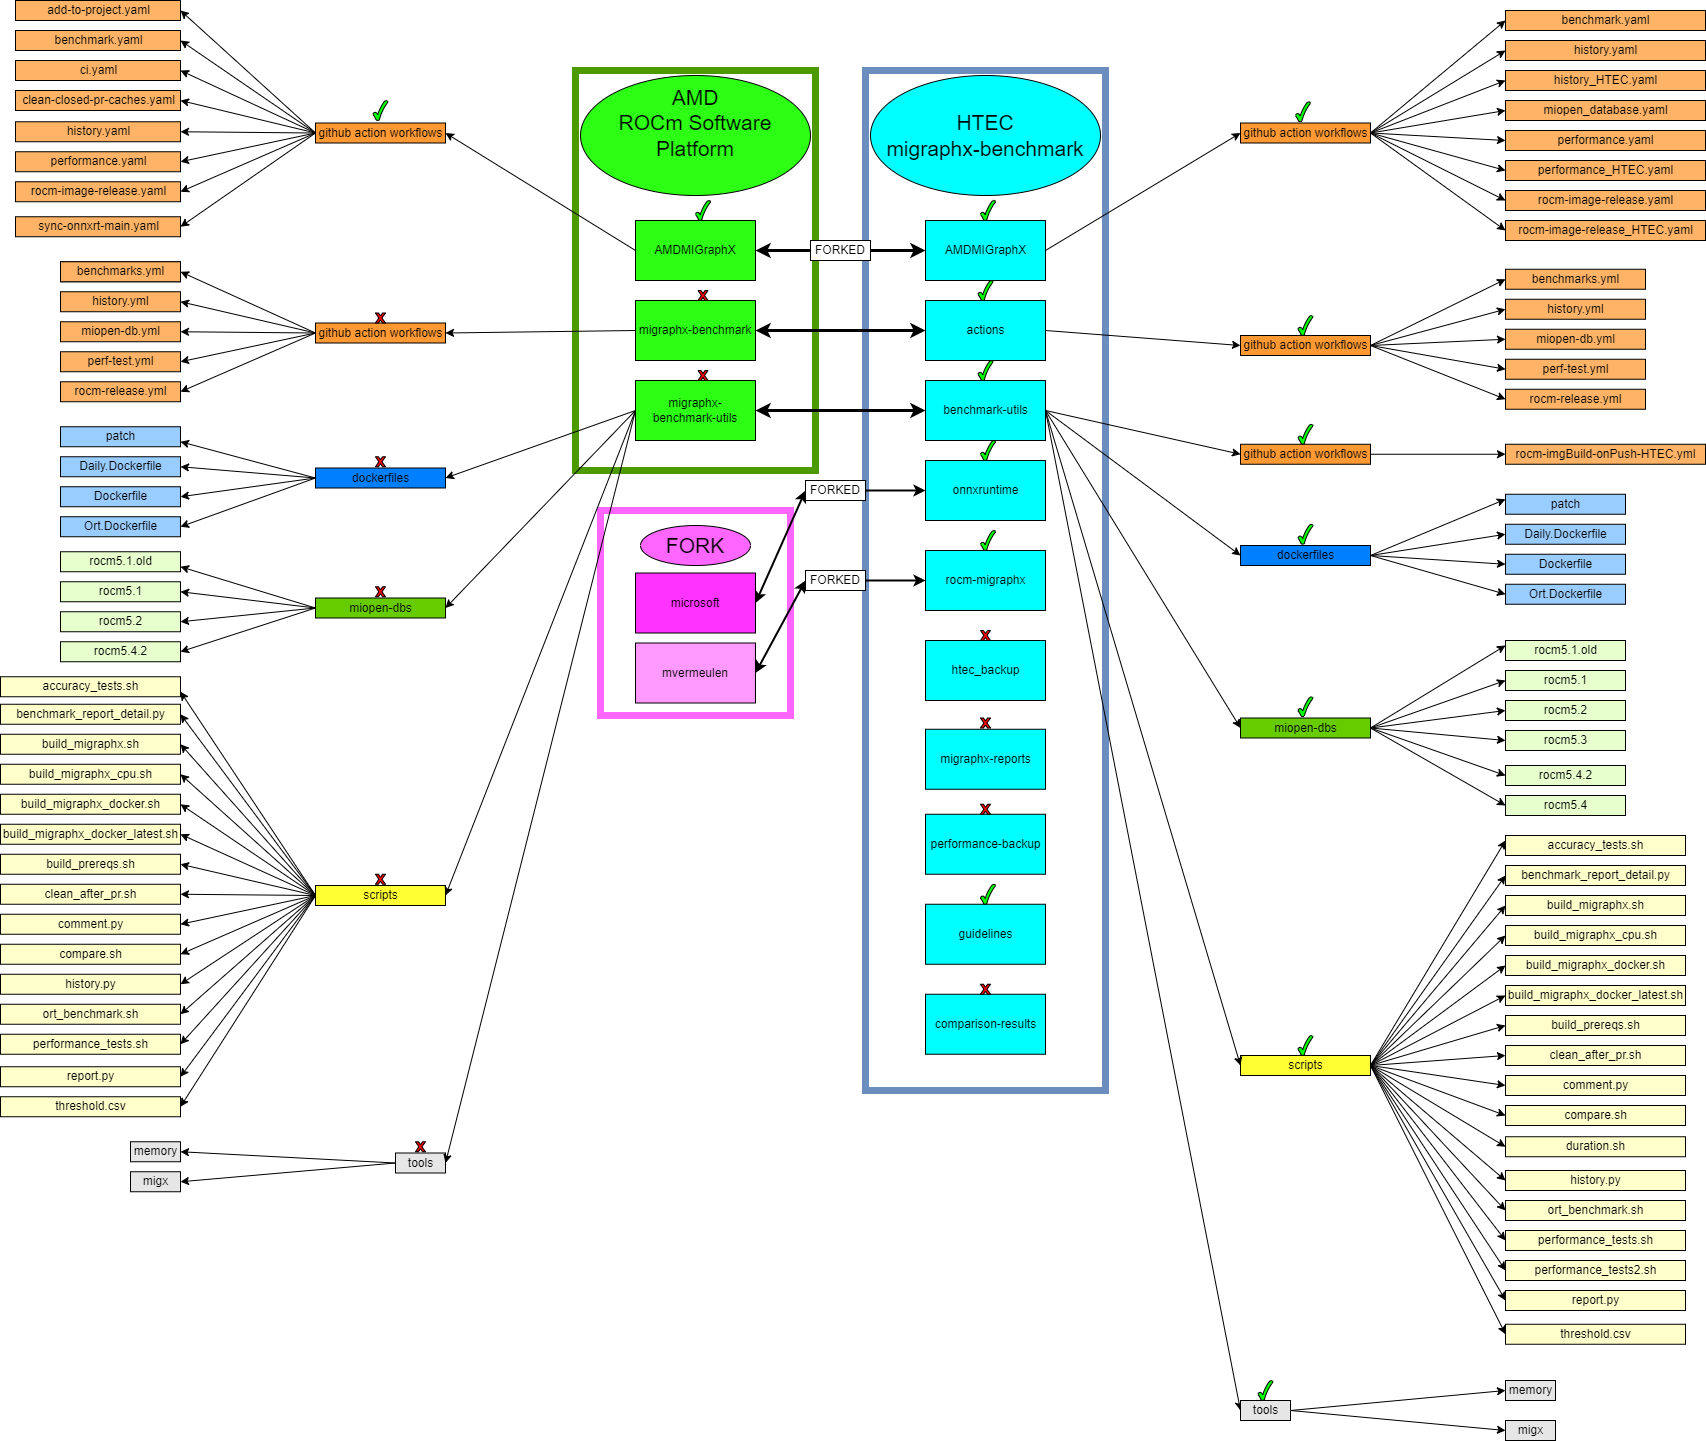 add-to-project.yaml
benchmark.yaml
ci.yaml
clean-closed-pr-caches.yaml
history.yaml
performance.yaml
rocm-image-release.yaml
sync-onnxrt-main.yaml
github action workflows
benchmarks.yml
history.yml
miopen-db.yml
perf-test.yml
rocm-release.yml
github action workflows
patch
Daily.Dockerfile
Dockerfile
Ort.Dockerfile
dockerfiles
rocm5.1.old
rocm5.1
rocm5.2
rocm5.4.2
miopen-dbs
accuracy_tests.sh
benchmark_report_detail.py
build_migraphx.sh
build_migraphx_cpu.sh
build_migraphx_docker.sh
build_migraphx_docker_latest.sh
build_prereqs.sh
clean_after_pr.sh
comment.py
compare.sh
history.py
ort_benchmark.sh
performance_tests.sh
report.py
threshold.csv
scripts
memory
migx
tools
AMD
ROCm Software
Platform
AMDMIGraphX
migraphx-benchmark
migraphx-
benchmark-utils
FORK
microsoft
mvermeulen
FORKED
FORKED
FORKED
HTEC
migraphx-benchmark
AMDMIGraphX
actions
benchmark-utils
onnxruntime
rocm-migraphx
htec_backup
migraphx-reports
performance-backup
guidelines
comparison-results
github action workflows
benchmark.yaml
history.yaml
history_HTEC.yaml
miopen_database.yaml
performance.yaml
performance_HTEC.yaml
rocm-image-release.yaml
rocm-image-release_HTEC.yaml
github action workflows
benchmarks.yml
history.yml
miopen-db.yml
perf-test.yml
rocm-release.yml
github action workflows
rocm-imgBuild-onPush-HTEC.yml
dockerfiles
patch
Daily.Dockerfile
Dockerfile
Ort.Dockerfile
miopen-dbs
rocm5.1.old
rocm5.1
rocm5.2
rocm5.3
rocm5.4.2
rocm5.4
scripts
accuracy_tests.sh
benchmark_report_detail.py
build_migraphx.sh
build_migraphx_cpu.sh
build_migraphx_docker.sh
build_migraphx_docker_latest.sh
build_prereqs.sh
clean_after_pr.sh
comment.py
compare.sh
duration.sh
history.py
ort_benchmark.sh
performance_tests.sh
performance_tests2.sh
report.py
threshold.csv
tools
memory
migx